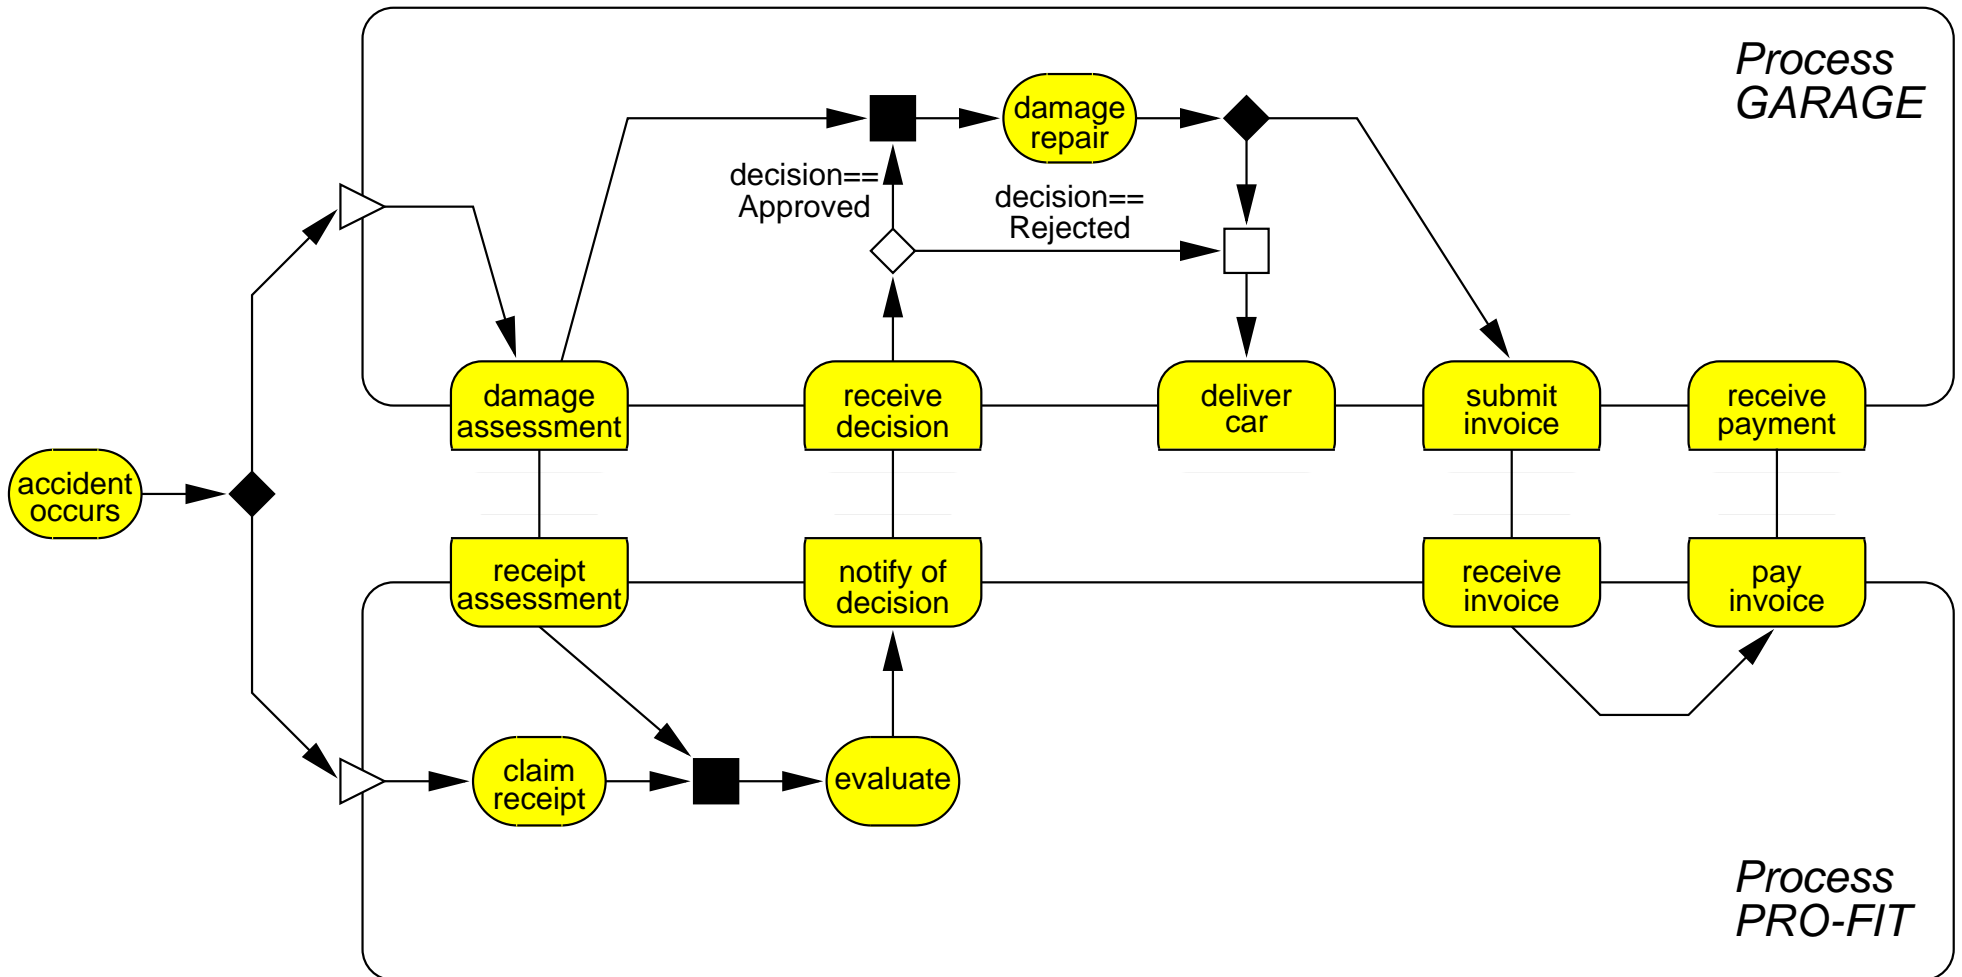 Process
GARAGE
damage
repair
decision==
Approved
decision==
Rejected
damage
assessment
receive
decision
deliver
car
submit
invoice
receive
payment
accident
occurs
receipt
assessment
notify of
decision
receive
invoice
pay
invoice
claim
receipt
evaluate
Process
PRO-FIT